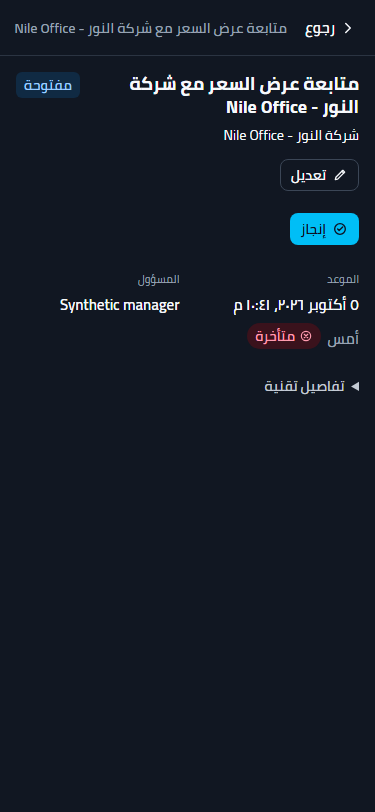 رجوع
متابعة عرض السعر مع شركة النور - Nile Office
متابعة عرض السعر مع شركة
النور - Nile Office
مفتوحة
شركة النور - Nile Office
تعديل
إنجاز
الموعد
٥ أكتوبر ٢٠٢٦، ١٠:٤١ م
أمس
متأخرة
المسؤول
Synthetic manager
تفاصيل تقنية